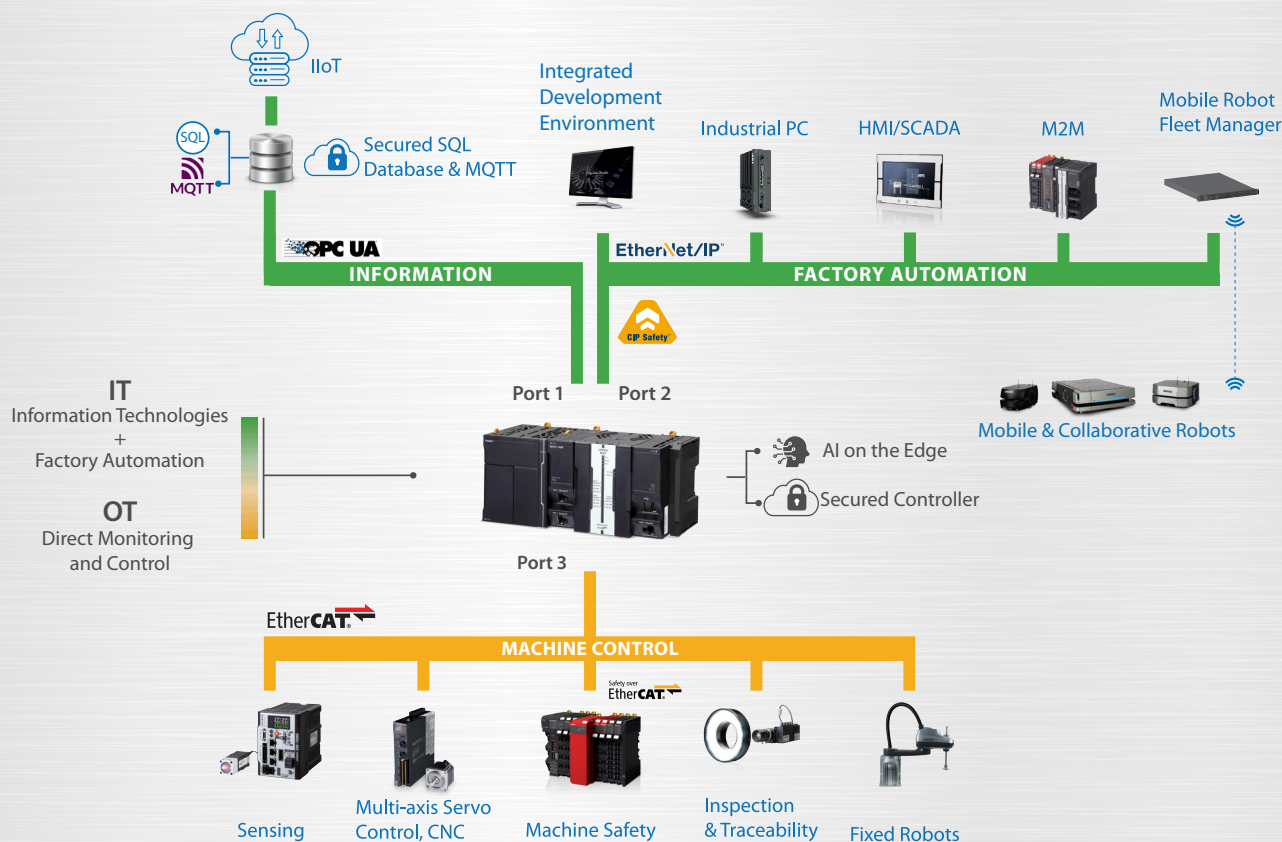 IIoT
SQL
MQTT
Secured SQL
Database & MQTT
Integrated
Development
Environment
Industrial PC
HMI/SCADA
M2M
Mobile Robot
Fleet Manager
OPC UA
INFORMATION
EtherNet/IP™
FACTORY AUTOMATION
CIP Safety™
Port 1
Port 2
Mobile & Collaborative Robots
IT
Information Technologies
+
Factory Automation
OT
Direct Monitoring
and Control
AI on the Edge
Secured Controller
Port 3
EtherCAT®
MACHINE CONTROL
Safety over
EtherCAT®
Sensing
Multi-axis Servo
Control, CNC
Machine Safety
Inspection
& Traceability
Fixed Robots